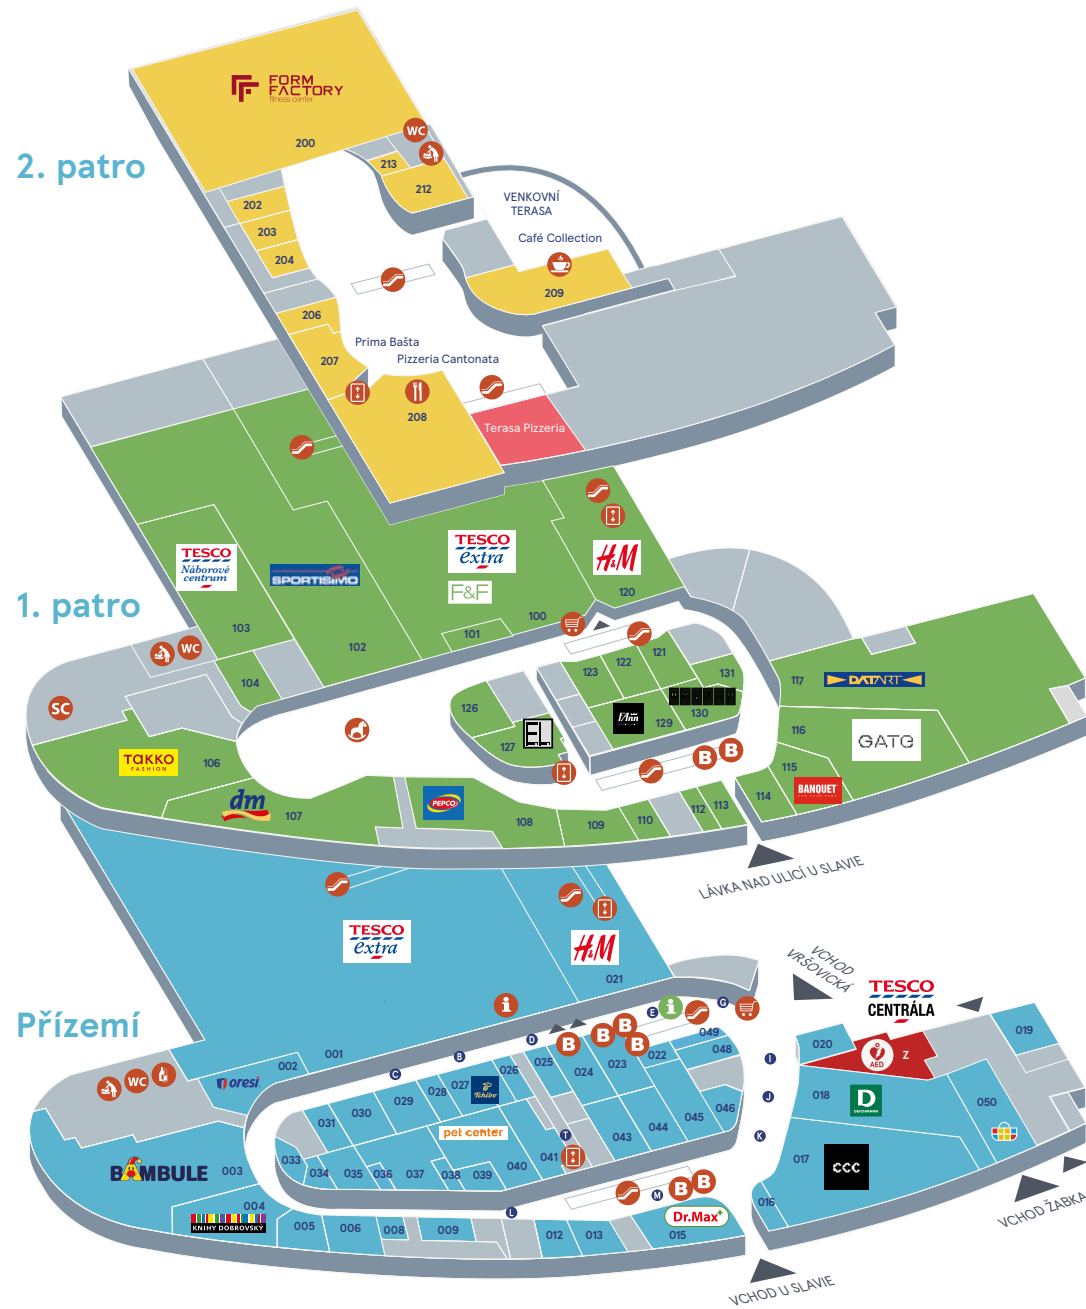 FORM
FACTORY
fitness center
200
WC
2. patro
213
212
202
203
204
VENKOVNÍ
TERASA
Café Collection
209
206
Prima Bašta
Pizzeria Cantonata
207
208
Terasa Pizzeria
TESCO
Náborové
centrum
SPORTISIMO
TESCO
extra
F&F
H&M
120
100
1. patro
103
101
102
WC
104
SC
121
122
123
131
117
DATART
126
129
130
l'Ann
116
GATE
127
EL
TAKKO
FASHION
106
B
B
115
BANQUET
114
dm
107
PEPCO
108
109
110
112
113
LÁVKA NAD ULICÍ U SLAVIE
TESCO
extra
H&M
021
VCHOD
VRŠOVICKÁ
TESCO
CENTRÁLA
Přízemí
E
G
D
B
B
B
B
049
019
020
AED
Z
001
002
B
C
025
026
024
023
022
048
I
WC
oresi
027
028
029
030
031
Tchibo
J
018
D
DEICHMANN
050
046
045
044
043
pet center
T
K
033
034
035
036
037
038
039
040
041
017
CCC
BAMBULE
003
004
M
B
B
016
VCHOD ŽABKA
KNIHY DOBROVSKÝ
005
006
008
009
L
012
013
Dr.Max+
015
VCHOD U SLAVIE